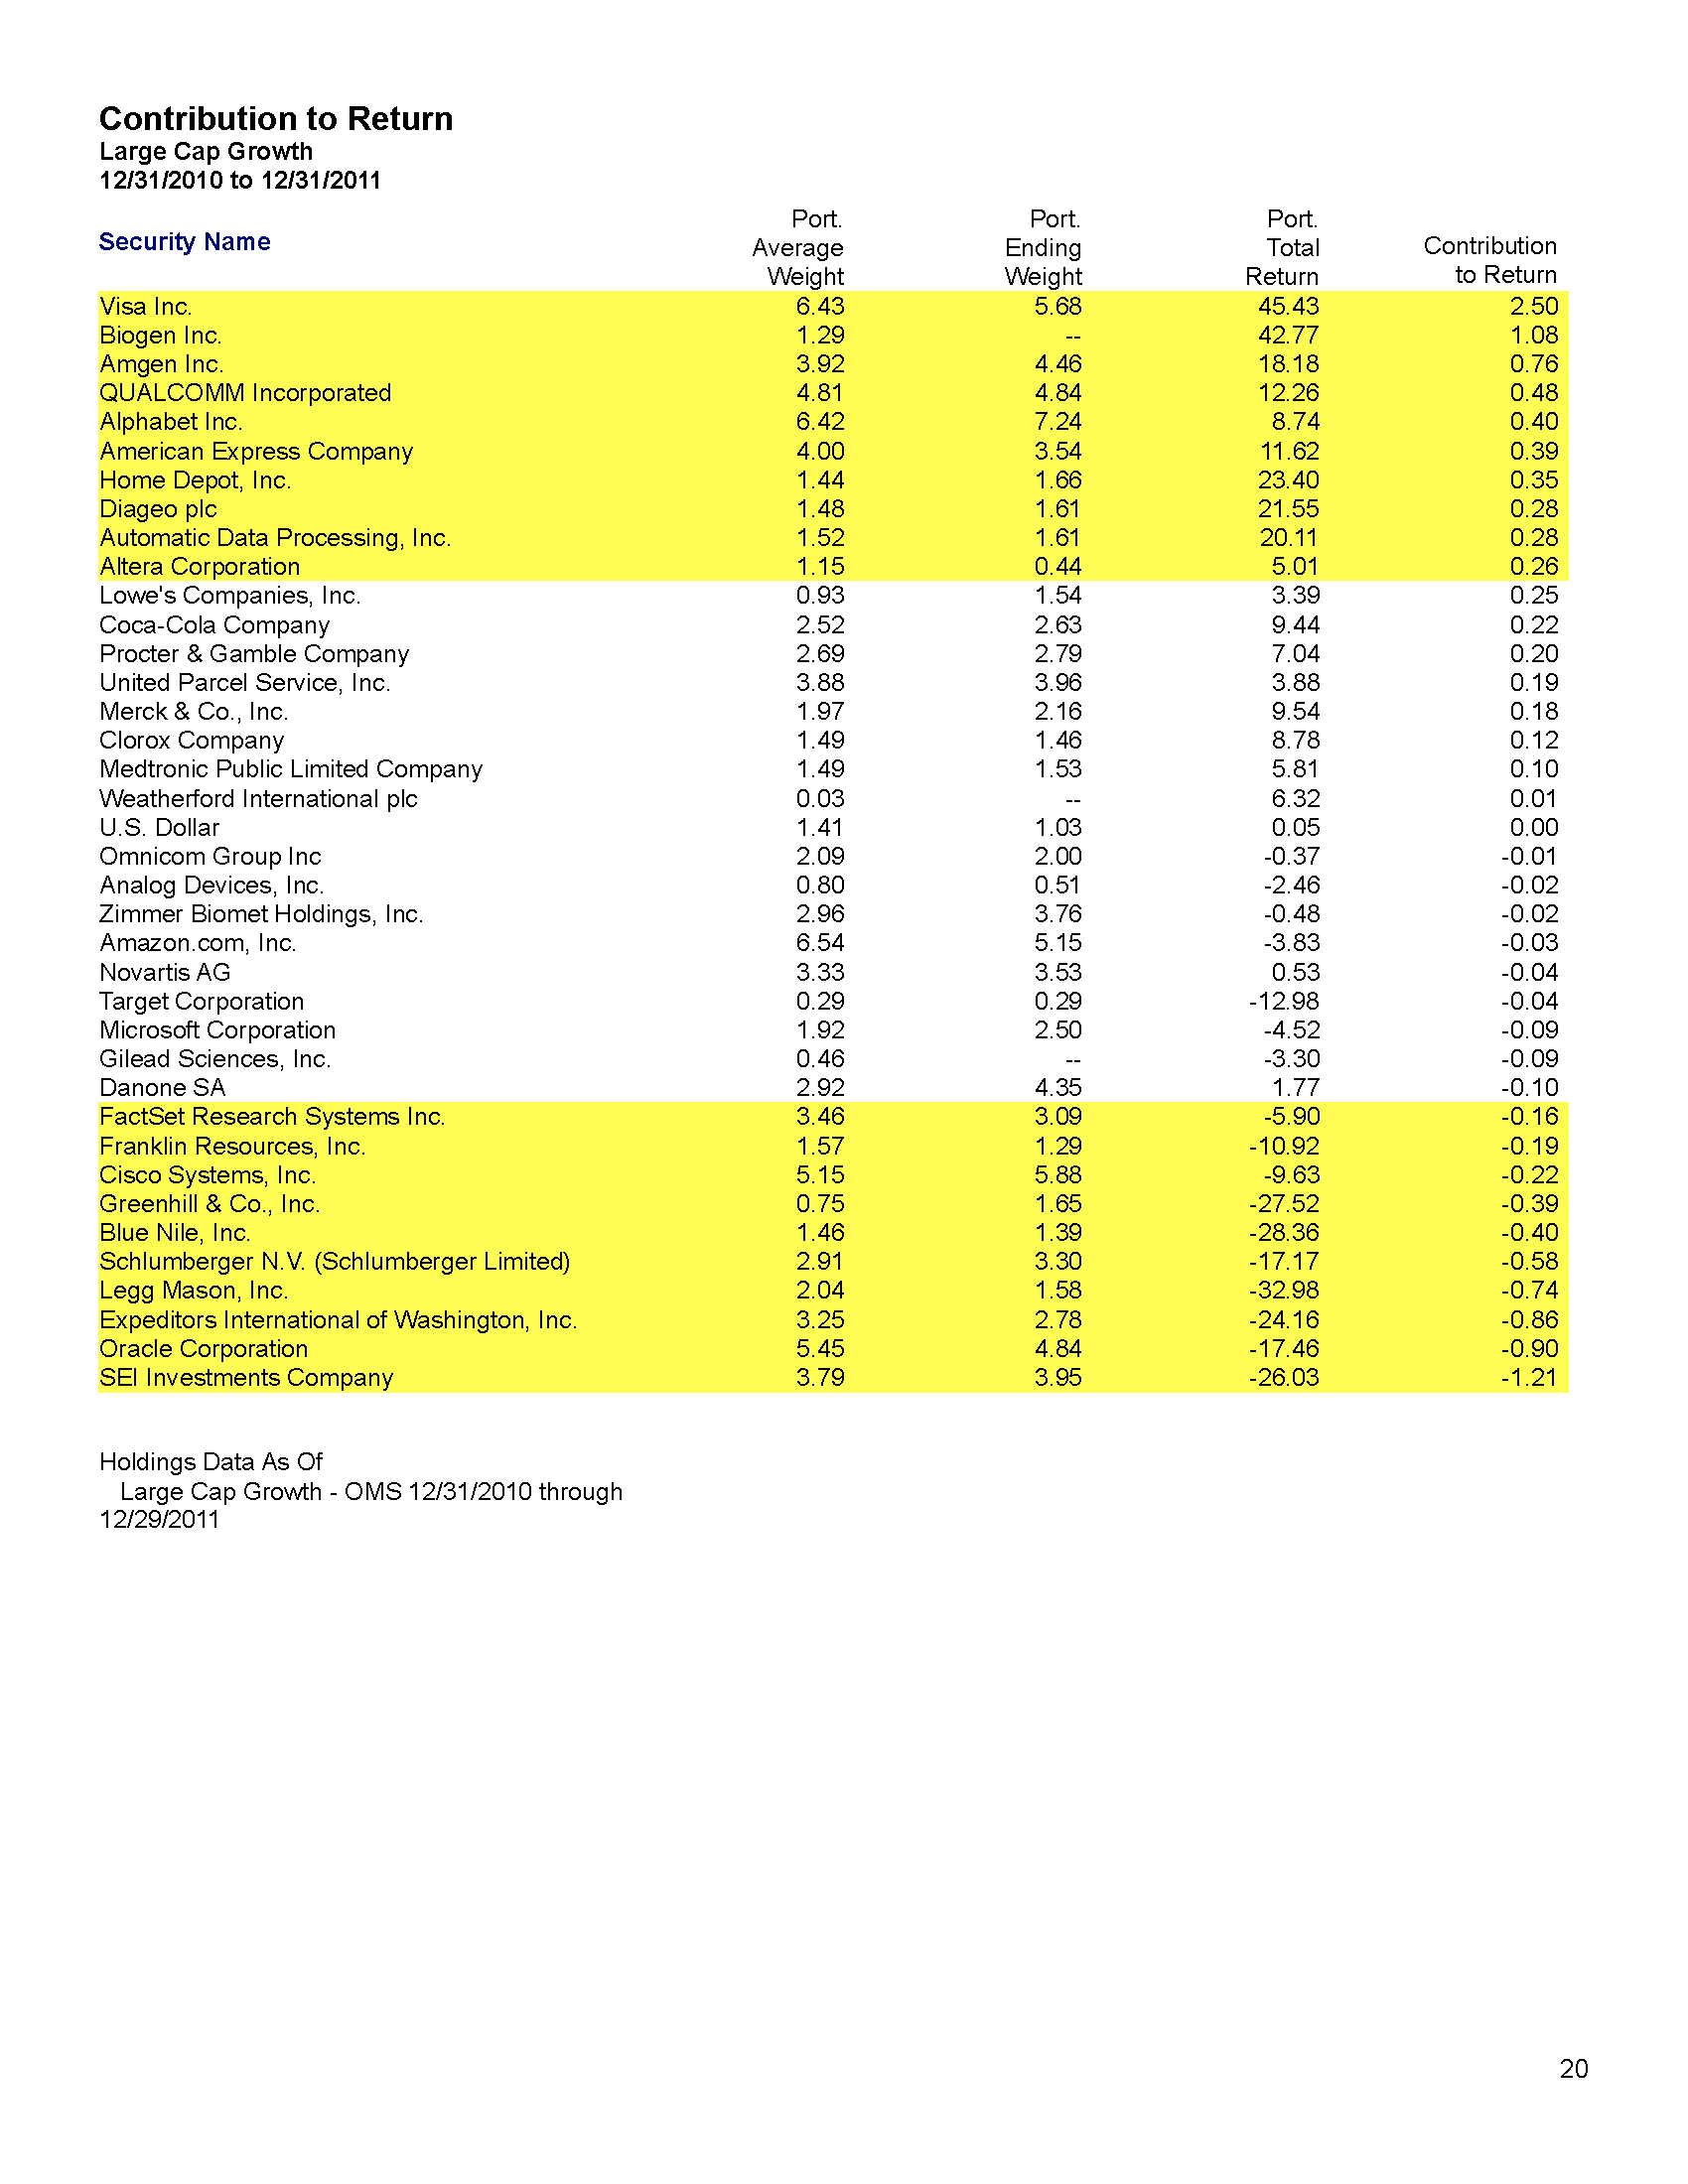 Contribution to Return
Large Cap Growth
12/31/2010 to 12/31/2011
Security Name Port. Average Weight Port. Ending Weight Port. Total Return Contribution to Return
Visa Inc. 6.43 5.68 45.43 2.50
Biogen Inc. 1.29 -- 42.77 1.08
Amgen Inc. 3.92 4.46 18.18 0.76
QUALCOMM Incorporated 4.81 4.84 12.26 0.48
Alphabet Inc. 6.42 7.24 8.74 0.40
American Express Company 4.00 3.54 11.62 0.39
Home Depot, Inc. 1.44 1.66 23.40 0.35
Diageo plc 1.48 1.61 21.55 0.28
Automatic Data Processing, Inc. 1.52 1.61 20.11 0.28
Altera Corporation 1.15 0.44 5.01 0.26
Lowe's Companies, Inc. 0.93 1.54 3.39 0.25
Coca-Cola Company 2.52 2.63 9.44 0.22
Procter & Gamble Company 2.69 2.79 7.04 0.20
United Parcel Service, Inc. 3.88 3.96 3.88 0.19
Merck & Co., Inc. 1.97 2.16 9.54 0.18
Clorox Company 1.49 1.46 8.78 0.12
Medtronic Public Limited Company 1.49 1.53 5.81 0.10
Weatherford International plc 0.03 -- 6.32 0.01
U.S. Dollar 1.41 1.03 0.05 0.00
Omnicom Group Inc 2.09 2.00 -0.37 -0.01
Analog Devices, Inc. 0.80 0.51 -2.46 -0.02
Zimmer Biomet Holdings, Inc. 2.96 3.76 -0.48 -0.02
Amazon.com, Inc. 6.54 5.15 -3.83 -0.03
Novartis AG 3.33 3.53 0.53 -0.04
Target Corporation 0.29 0.29 -12.98 -0.04
Microsoft Corporation 1.92 2.50 -4.52 -0.09
Gilead Sciences, Inc. 0.46 -- -3.30 -0.09
Danone SA 2.92 4.35 1.77 -0.10
FactSet Research Systems Inc. 3.46 3.09 -5.90 -0.16
Franklin Resources, Inc. 1.57 1.29 -10.92 -0.19
Cisco Systems, Inc. 5.15 5.88 -9.63 -0.22
Greenhill & Co., Inc. 0.75 1.65 -27.52 -0.39
Blue Nile, Inc. 1.46 1.39 -28.36 -0.40
Schlumberger N.V. (Schlumberger Limited) 2.91 3.30 -17.17 -0.58
Legg Mason, Inc. 2.04 1.58 -32.98 -0.74
Expeditors International of Washington, Inc. 3.25 2.78 -24.16 -0.86
Oracle Corporation 5.45 4.84 -17.46 -0.90
SEI Investments Company 3.79 3.95 -26.03 -1.21
Holdings Data As Of
Large Cap Growth - OMS 12/31/2010 through
12/29/2011
20